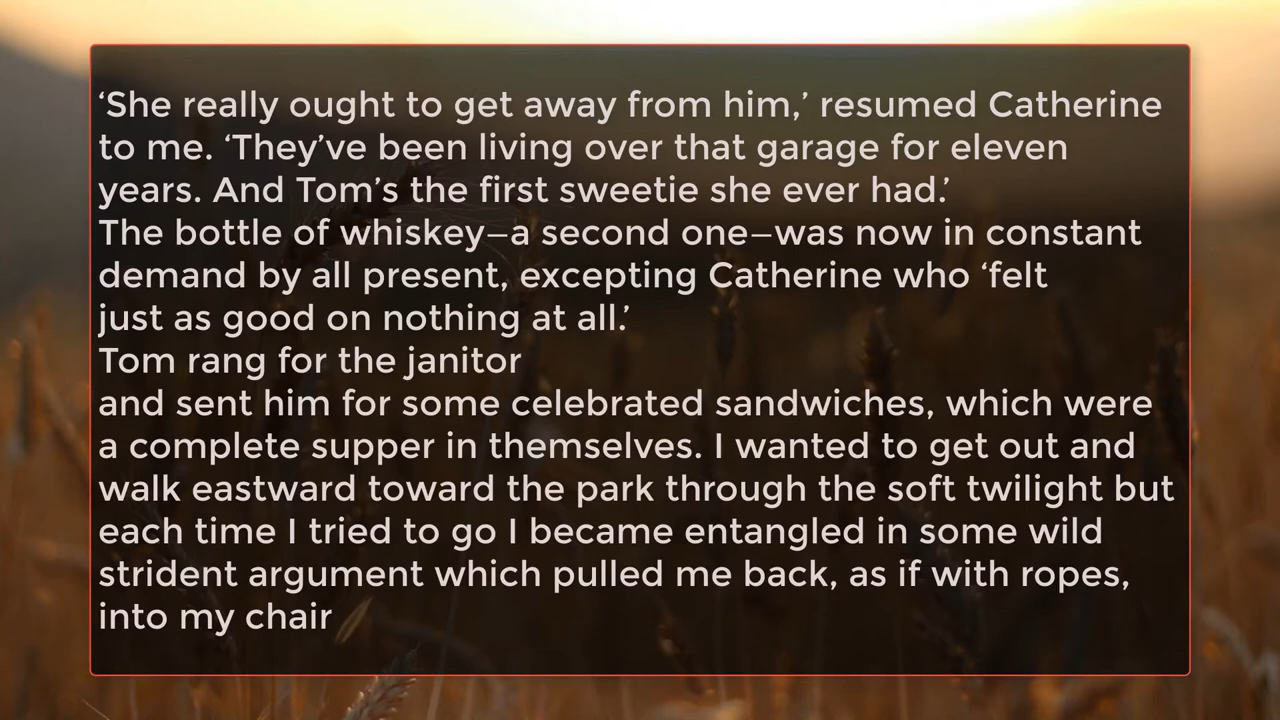 ‘She really ought to get away from him,’ resumed Catherine
to me. ‘They’ve been living over that garage for eleven
years. And Tom’s the first sweetie she ever had.’
The bottle of whiskey—a second one—was now in constant
demand by all present, excepting Catherine who ‘felt
just as good on nothing at all.’
Tom rang for the janitor
and sent him for some celebrated sandwiches, which were
a complete supper in themselves. I wanted to get out and
walk eastward toward the park through the soft twilight but
each time I tried to go I became entangled in some wild
strident argument which pulled me back, as if with ropes,
into my chair